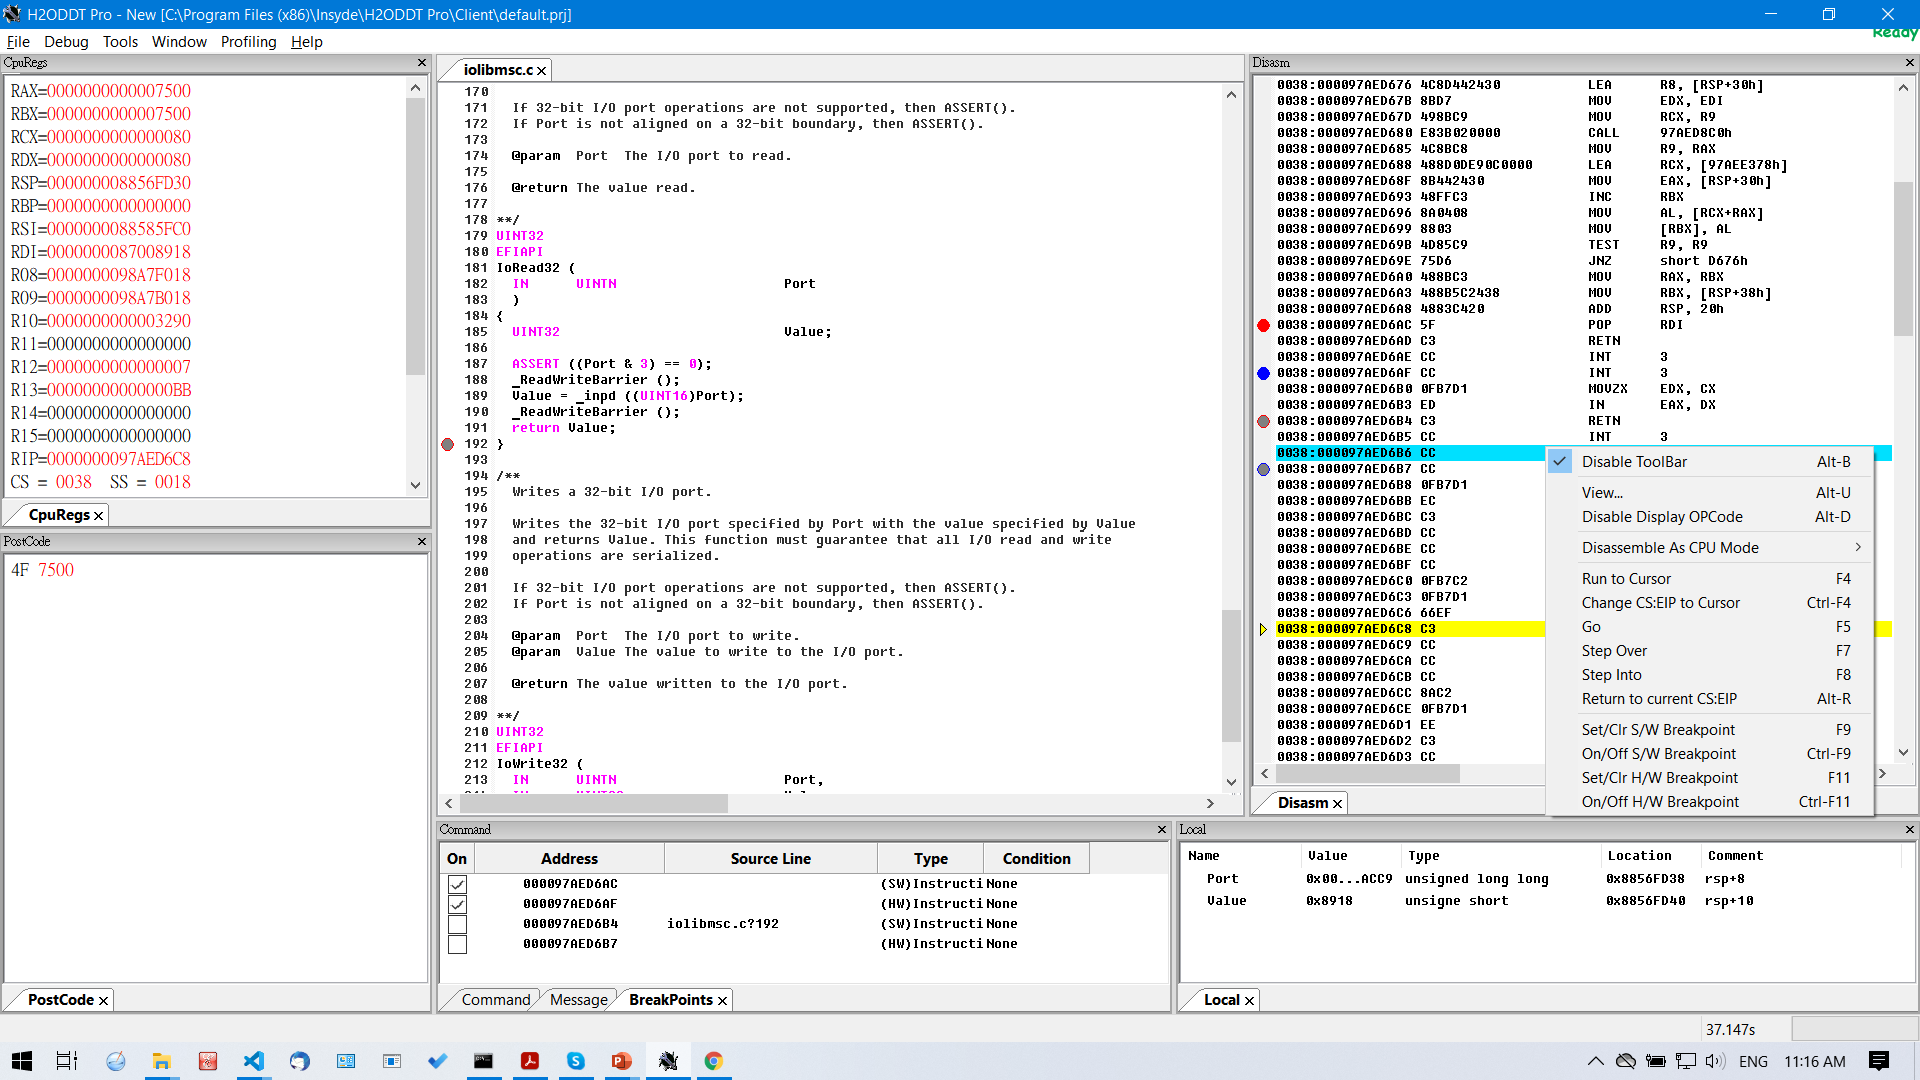 H2ODDT Pro - New [C:\Program Files (x86)\Insyde\H2ODDT Pro\Client\default.prj]
File Debug Tools Window Profiling Help
Ready
CpuRegs
RAX=0000000000007500
RBX=0000000000007500
RCX=0000000000000080
RDX=0000000000000080
RSP=000000008856FD30
RBP=0000000000000000
RSI=0000000088585FC0
RDI=0000000087008918
R08=0000000098A7F018
R09=0000000098A7B018
R10=0000000000003290
R11=0000000000000000
R12=0000000000000007
R13=00000000000000BB
R14=0000000000000000
R15=0000000000000000
RIP=0000000097AED6C8
CS = 0038 SS = 0018
CpuRegs
PostCode
4F 7500
PostCode
iolibmsc.c
170
171 If 32-bit I/O port operations are not supported, then ASSERT().
172 If Port is not aligned on a 32-bit boundary, then ASSERT().
173
174 @param Port The I/O port to read.
175
176 @return The value read.
177
178 **/
179 UINT32
180 EFIAPI
181 IoRead32 (
182 IN UINTN Port
183 )
184 {
185 UINT32 Value;
186
187 ASSERT ((Port & 3) == 0);
188 _ReadWriteBarrier ();
189 Value = _inpd ((UINT16)Port);
190 _ReadWriteBarrier ();
191 return Value;
192 }
193
194 /**
195 Writes a 32-bit I/O port.
196
197 Writes the 32-bit I/O port specified by Port with the value specified by Value
198 and returns Value. This function must guarantee that all I/O read and write
199 operations are serialized.
200
201 If 32-bit I/O port operations are not supported, then ASSERT().
202 If Port is not aligned on a 32-bit boundary, then ASSERT().
203
204 @param Port The I/O port to write.
205 @param Value The value to write to the I/O port.
206
207 @return The value written to the I/O port.
208
209 **/
210 UINT32
211 EFIAPI
212 IoWrite32 (
213 IN UINTN Port,
Disasm
0038:000097AED676 4C8D442430 LEA R8, [RSP+30h]
0038:000097AED67B 8BD7 MOV EDX, EDI
0038:000097AED67D 498BC9 MOV RCX, R9
0038:000097AED680 E83B020000 CALL 97AED8C0h
0038:000097AED685 4C8BC8 MOV R9, RAX
0038:000097AED688 488D0DE90C0000 LEA RCX, [97AEE378h]
0038:000097AED68F 8B442430 MOV EAX, [RSP+30h]
0038:000097AED693 48FFC3 INC RBX
0038:000097AED696 8A0408 MOV AL, [RCX+RAX]
0038:000097AED699 8803 MOV [RBX], AL
0038:000097AED69B 4D85C9 TEST R9, R9
0038:000097AED69E 75D6 JNZ short D676h
0038:000097AED6A0 488BC3 MOV RAX, RBX
0038:000097AED6A3 488B5C2438 MOV RBX, [RSP+38h]
0038:000097AED6A8 4883C420 ADD RSP, 20h
0038:000097AED6AC 5F POP RDI
0038:000097AED6AD C3 RETN
0038:000097AED6AE CC INT 3
0038:000097AED6AF CC INT 3
0038:000097AED6B0 0FB7D1 MOVZX EDX, CX
0038:000097AED6B3 ED IN EAX, DX
0038:000097AED6B4 C3 RETN
0038:000097AED6B5 CC INT 3
0038:000097AED6B6 CC
0038:000097AED6B7 CC
0038:000097AED6B8 0FB7D1
0038:000097AED6BB EC
0038:000097AED6BC C3
0038:000097AED6BD CC
0038:000097AED6BE CC
0038:000097AED6BF CC
0038:000097AED6C0 0FB7C2
0038:000097AED6C3 0FB7D1
0038:000097AED6C6 66EF
0038:000097AED6C8 C3
0038:000097AED6C9 CC
0038:000097AED6CA CC
0038:000097AED6CB CC
0038:000097AED6CC 8AC2
0038:000097AED6CE 0FB7D1
0038:000097AED6D1 EE
0038:000097AED6D2 C3
0038:000097AED6D3 CC
Disasm
Disable ToolBar Alt-B
View... Alt-U
Disable Display OPCode Alt-D
Disassemble As CPU Mode
Run to Cursor F4
Change CS:EIP to Cursor Ctrl-F4
Go F5
Step Over F7
Step Into F8
Return to current CS:EIP Alt-R
Set/Clr S/W Breakpoint F9
On/Off S/W Breakpoint Ctrl-F9
Set/Clr H/W Breakpoint F11
On/Off H/W Breakpoint Ctrl-F11
Command
On Address Source Line Type Condition
000097AED6AC (SW)Instructi None
000097AED6AF (HW)Instructi None
000097AED6B4 iolibmsc.c?192 (SW)Instructi None
000097AED6B7 (HW)Instructi None
Command Message BreakPoints
Local
Name Value Type Location Comment
Port 0x00...ACC9 unsigned long long 0x8856FD38 rsp+8
Value 0x8918 unsigne short 0x8856FD40 rsp+10
Local
37.147s
ENG 11:16 AM